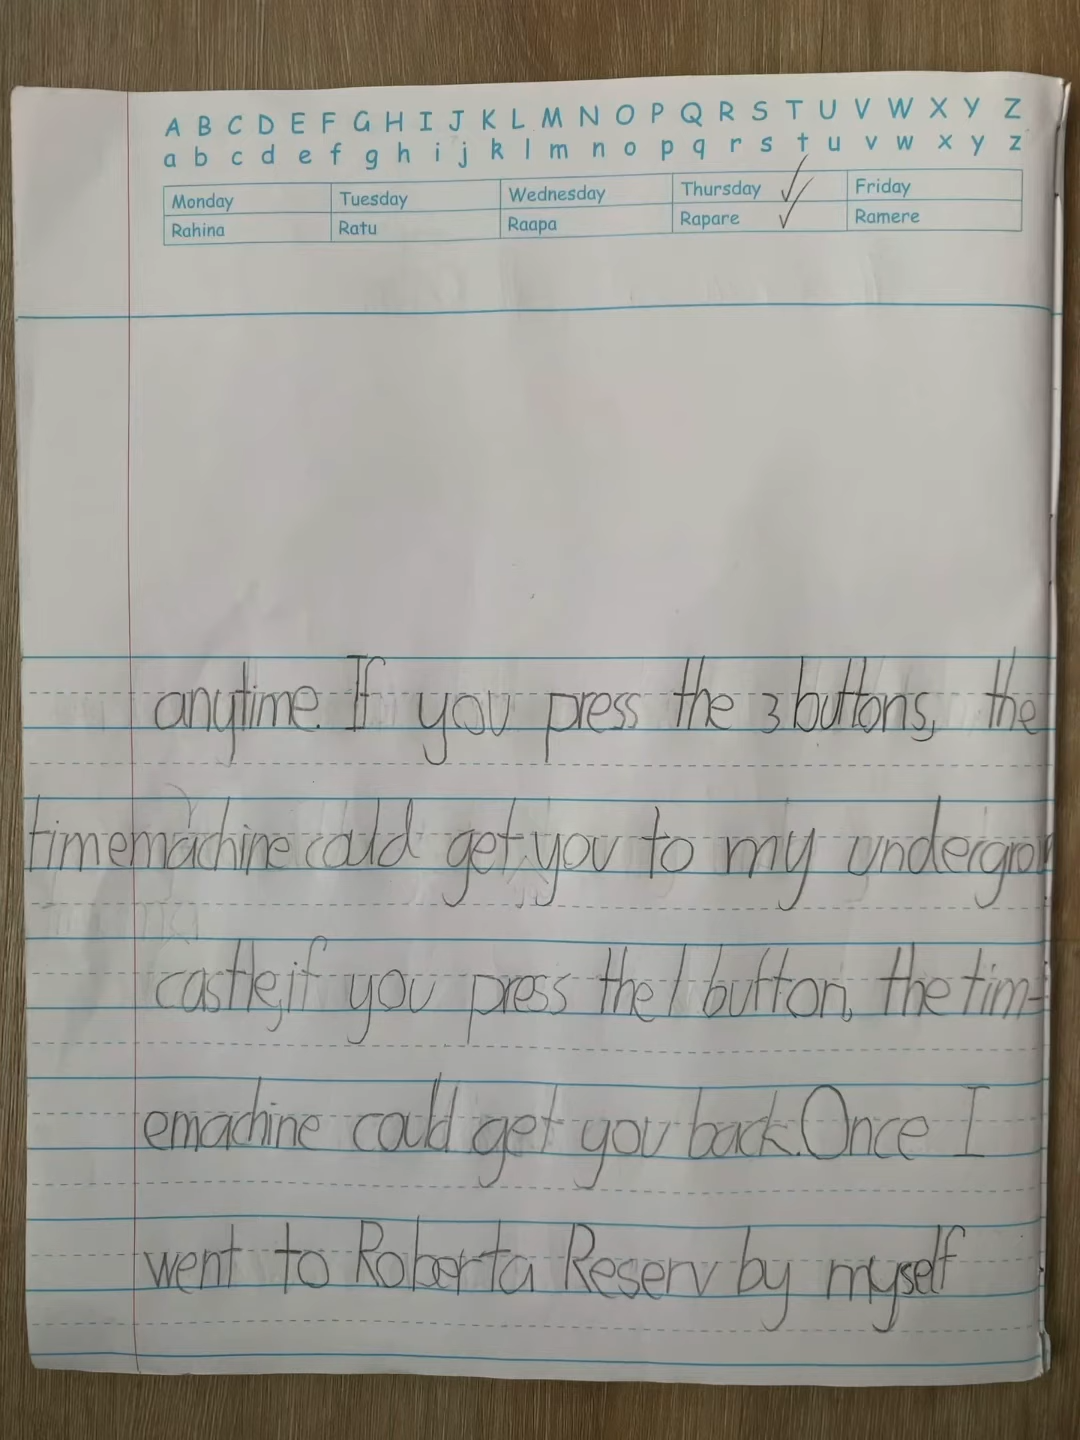 A B C D E F G H I J K L M N O P Q R S T U V W X Y Z
a b c d e f g h i j k l m n o p q r s t u v w x y z
Monday Tuesday Wednesday Thursday Friday
Rahina Ratu Raapa Rapare Ramere
anytime. If you press the 3 buttons, the
timemachine could get you to my undergrou
castle, if you press the 1 button, the tim-
emachine could get you back. Once I
went to Roberta Reserv by myself